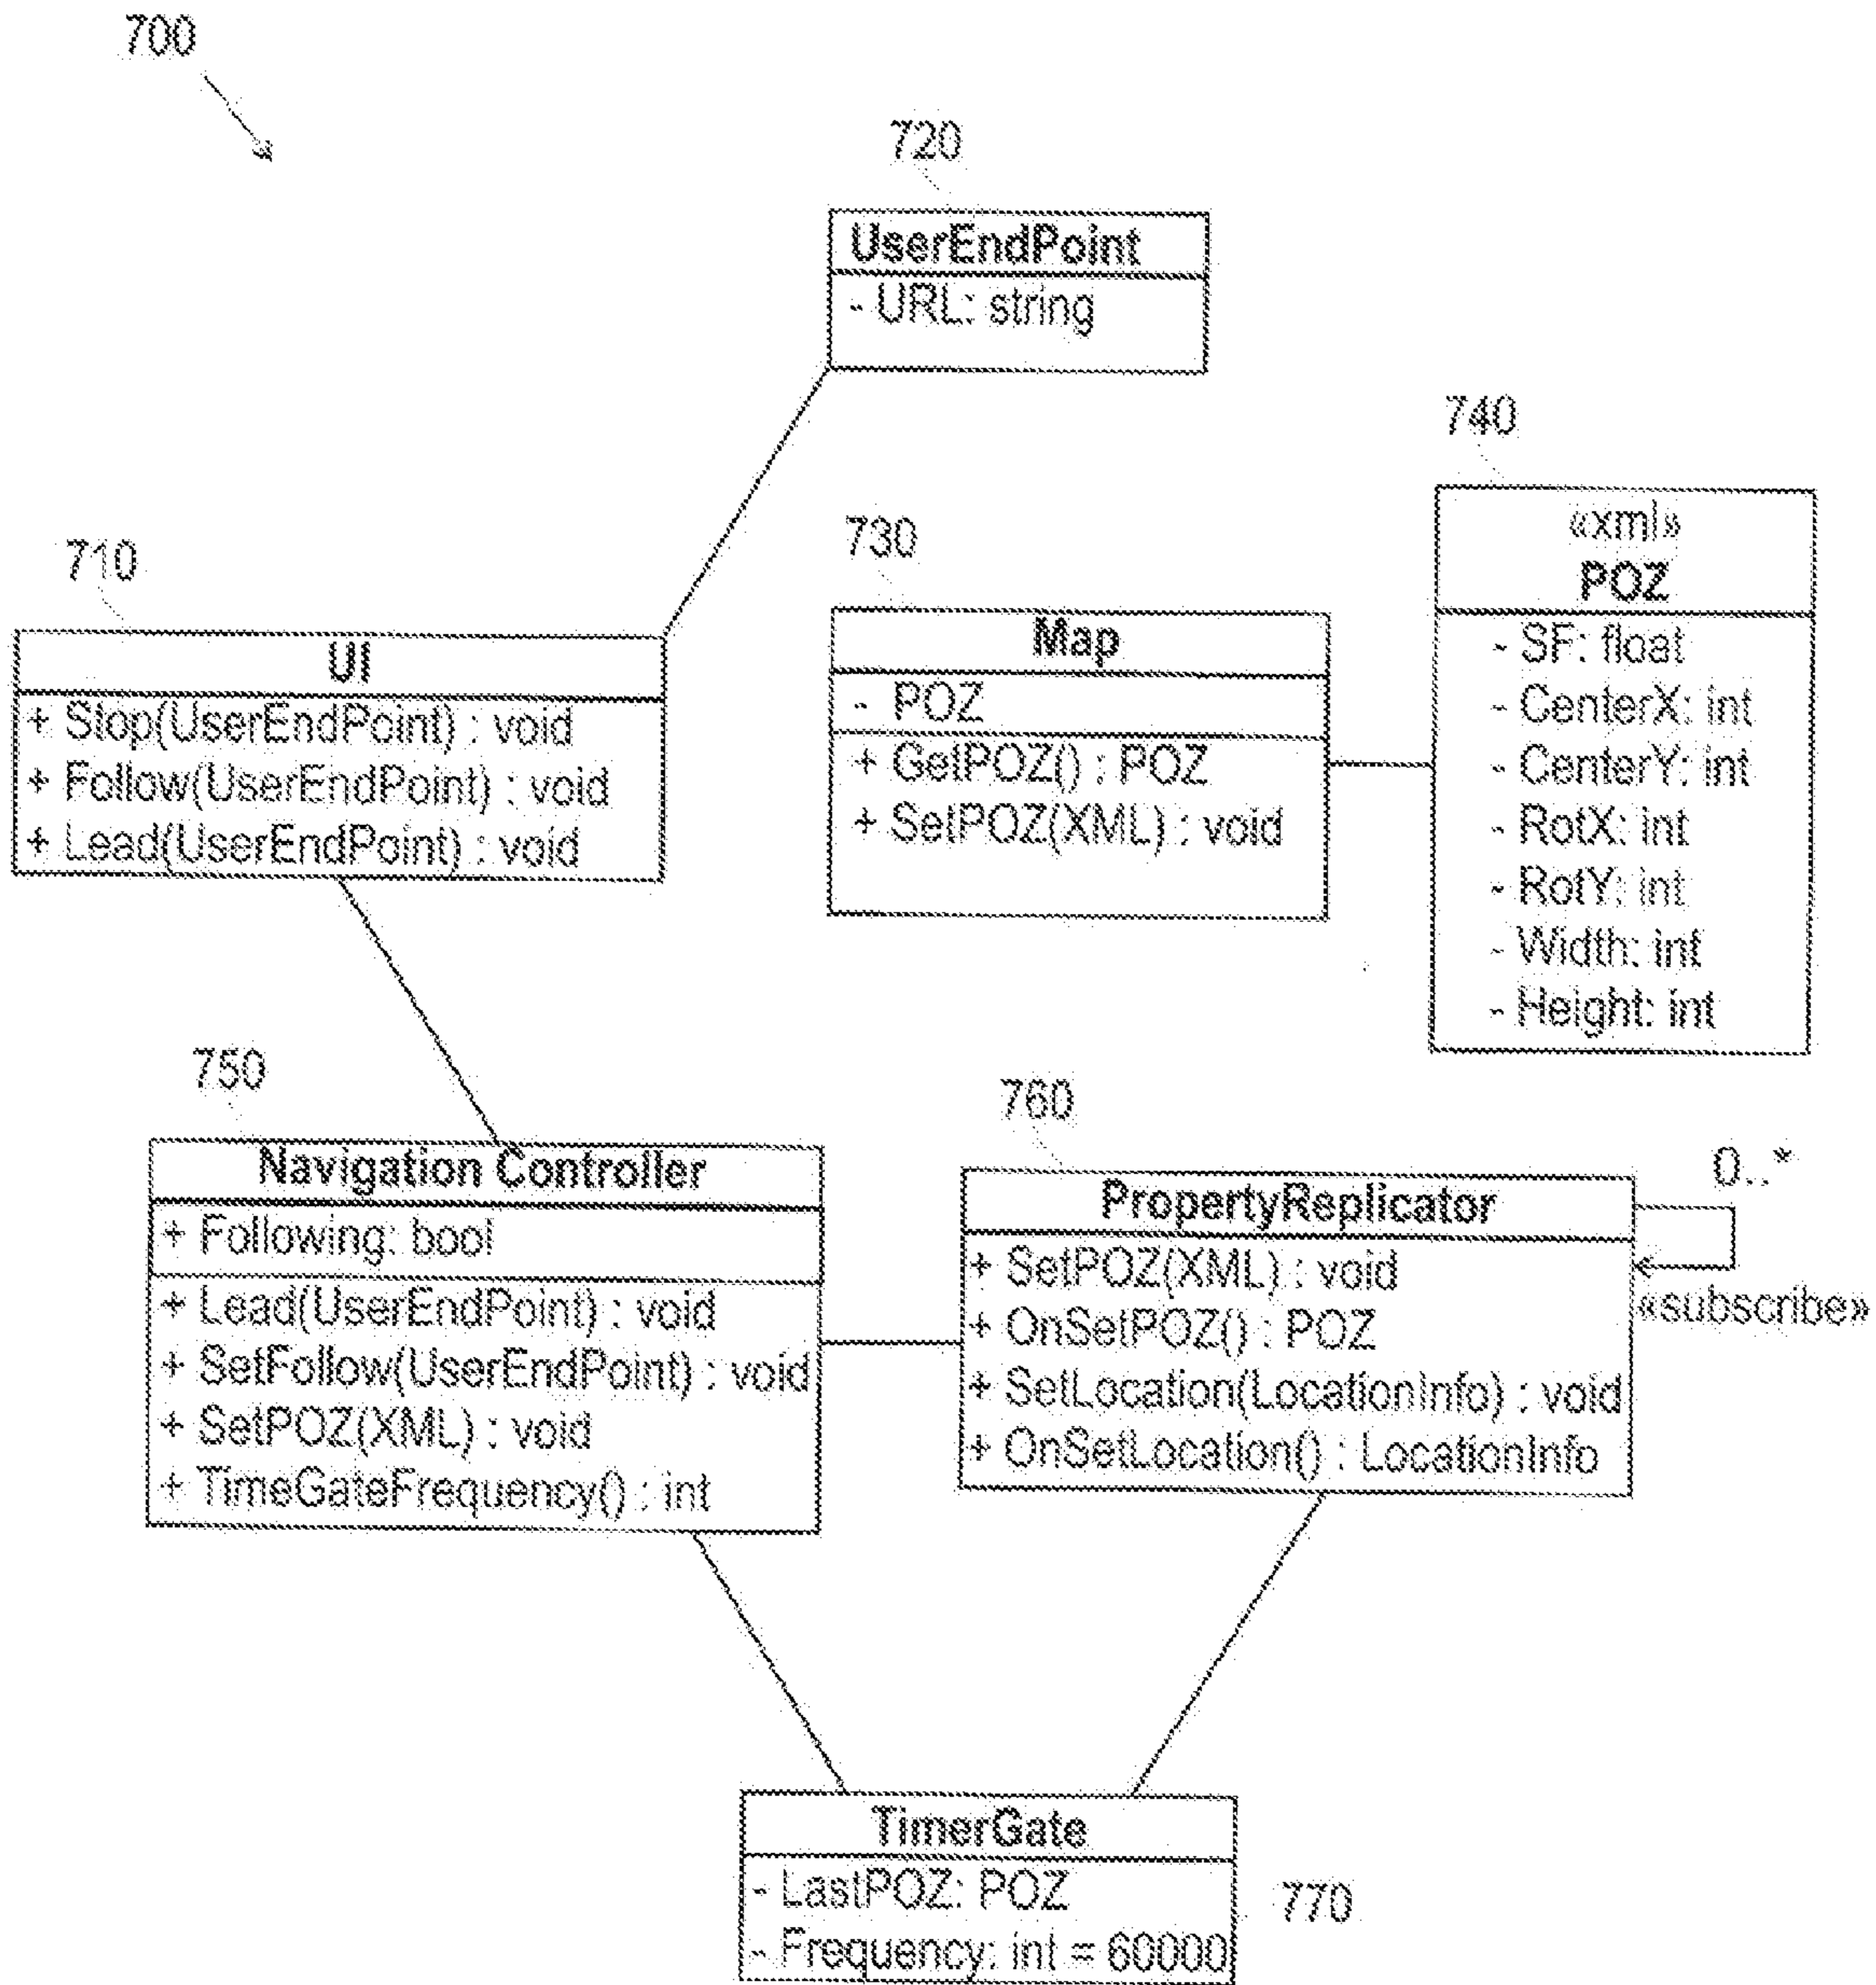 700
720
UserEndPoint
- URL: string
740
«xml»
POZ
- SF: float
- CenterX: int
- CenterY: int
- RotX: int
- RotY: int
- Width: int
- Height: int
730
Map
- POZ
+ GetPOZ() : POZ
+ SetPOZ(XML) : void
710
UI
+ Stop(UserEndPoint) : void
+ Follow(UserEndPoint) : void
+ Lead(UserEndPoint) : void
750
Navigation Controller
+ Following: bool
+ Lead(UserEndPoint) : void
+ SetFollow(UserEndPoint) : void
+ SetPOZ(XML) : void
+ TimeGateFrequency() : int
760
PropertyReplicator
+ SetPOZ(XML) : void
+ OnSetPOZ() : POZ
+ SetLocation(LocationInfo) : void
+ OnSetLocation() : LocationInfo
0..*
«subscribe»
TimerGate
- LastPOZ: POZ
- Frequency: int = 60000
770